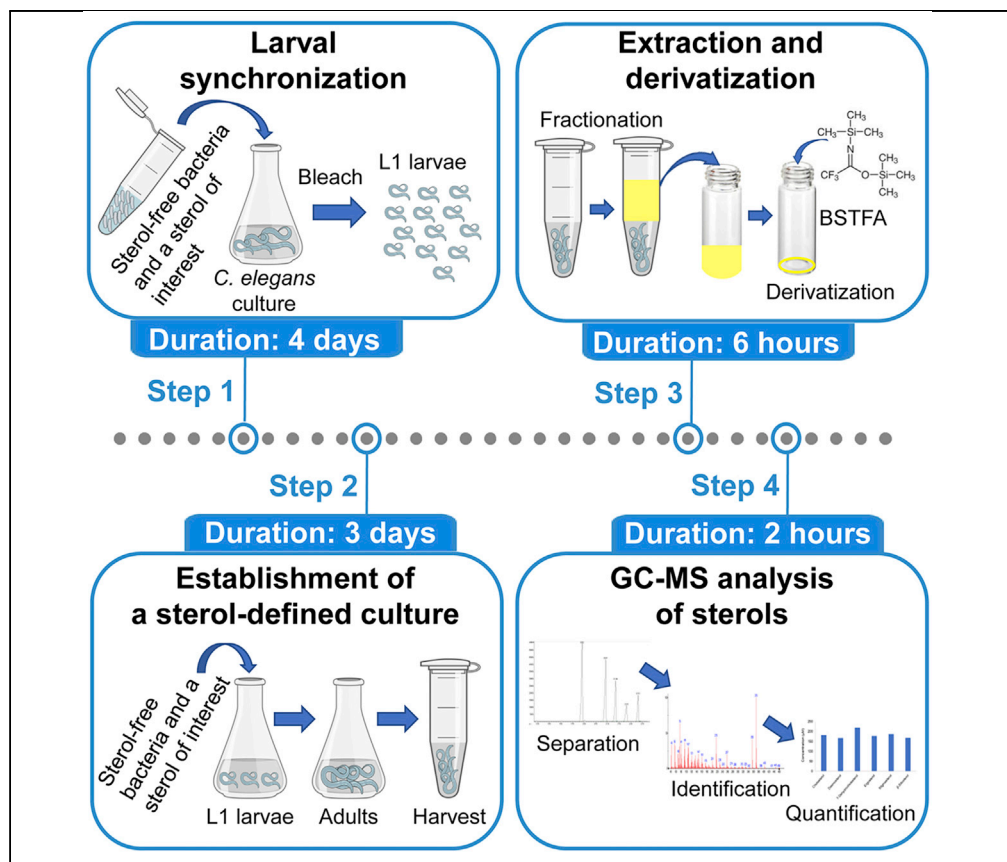 Larval
synchronization
Sterol-free bacteria
and a sterol of
interest
C. elegans
culture
Bleach
L1 larvae
Duration: 4 days
Step 1
Extraction and
derivatization
Fractionation
CH₃ CH₃
CH₃—Si
N
CH₃
CF₃ O—Si—CH₃
CH₃
BSTFA
Derivatization
Duration: 6 hours
Step 3
Step 2
Duration: 3 days
Establishment of
a sterol-defined culture
Sterol-free
bacteria and a
sterol of interest
L1 larvae
Adults
Harvest
Step 4
Duration: 2 hours
GC-MS analysis
of sterols
Separation
Identification
Quantification